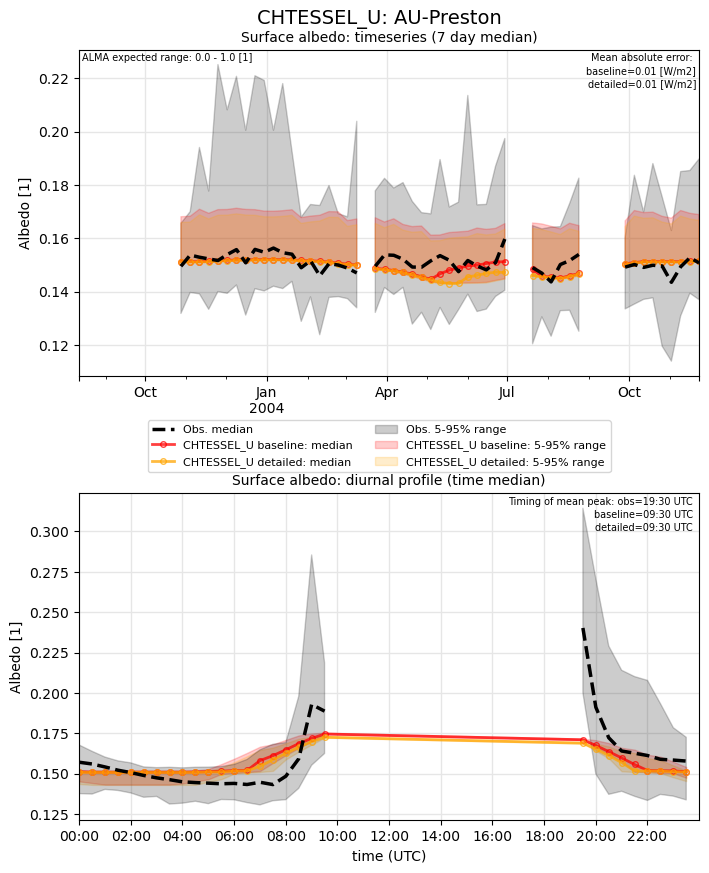 CHTESSEL_U: AU-Preston
Surface albedo: timeseries (7 day median)
ALMA expected range: 0.0 - 1.0 [1]
Mean absolute error:
baseline=0.01 [W/m2]
detailed=0.01 [W/m2]
0.22
0.20
0.18
0.16
0.14
0.12
Albedo [1]
Oct
Jan
2004
Apr
Jul
Oct
Obs. median
CHTESSEL_U baseline: median
CHTESSEL_U detailed: median
Obs. 5-95% range
CHTESSEL_U baseline: 5-95% range
CHTESSEL_U detailed: 5-95% range
Surface albedo: diurnal profile (time median)
Timing of mean peak: obs=19:30 UTC
baseline=09:30 UTC
detailed=09:30 UTC
0.300
0.275
0.250
0.225
0.200
0.175
0.150
0.125
Albedo [1]
00:00 02:00 04:00 06:00 08:00 10:00 12:00 14:00 16:00 18:00 20:00 22:00
time (UTC)